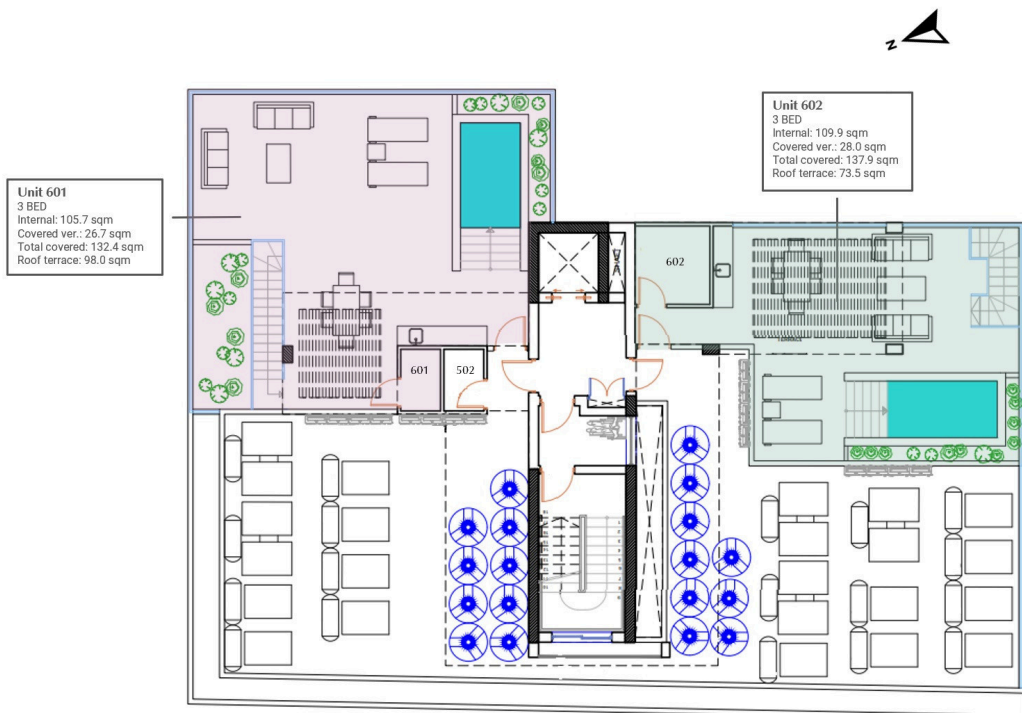 N
Unit 602
3 BED
Internal: 109.9 sqm
Covered ver.: 28.0 sqm
Total covered: 137.9 sqm
Roof terrace: 73.5 sqm
Unit 601
3 BED
Internal: 105.7 sqm
Covered ver.: 26.7 sqm
Total covered: 132.4 sqm
Roof terrace: 98.0 sqm
602
TERRACE
601
502